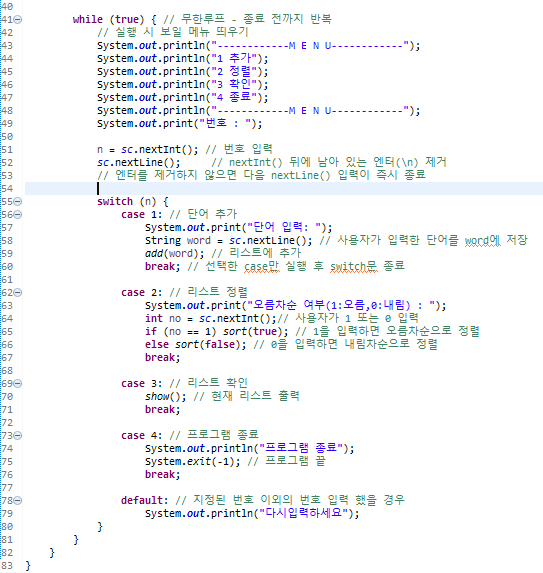 40
41 while (true) { // 무한루프 - 종료 전까지 반복
42 // 실행 시 보일 메뉴 띄우기
43 System.out.println("------------M E N U------------");
44 System.out.println("1 추가");
45 System.out.println("2 정렬");
46 System.out.println("3 확인");
47 System.out.println("4 종료");
48 System.out.println("------------M E N U------------");
49 System.out.print("번호 : ");
50
51 n = sc.nextInt(); // 번호 입력
52 sc.nextLine(); // nextInt() 뒤에 남아 있는 엔터(\n) 제거
53 // 엔터를 제거하지 않으면 다음 nextLine() 입력이 즉시 종료
54
55 switch (n) {
56 case 1: // 단어 추가
57 System.out.print("단어 입력: ");
58 String word = sc.nextLine(); // 사용자가 입력한 단어를 word에 저장
59 add(word); // 리스트에 추가
60 break; // 선택한 case만 실행 후 switch문 종료
61
62 case 2: // 리스트 정렬
63 System.out.print("오름차순 여부(1:오름,0:내림) : ");
64 int no = sc.nextInt();// 사용자가 1 또는 0 입력
65 if (no == 1) sort(true); // 1을 입력하면 오름차순으로 정렬
66 else sort(false); // 0을 입력하면 내림차순으로 정렬
67 break;
68
69 case 3: // 리스트 확인
70 show(); // 현재 리스트 출력
71 break;
72
73 case 4: // 프로그램 종료
74 System.out.println("프로그램 종료");
75 System.exit(-1); // 프로그램 끝
76 break;
77
78 default: // 지정된 번호 이외의 번호 입력 했을 경우
79 System.out.println("다시입력하세요");
80 }
81 }
82 }
83 }